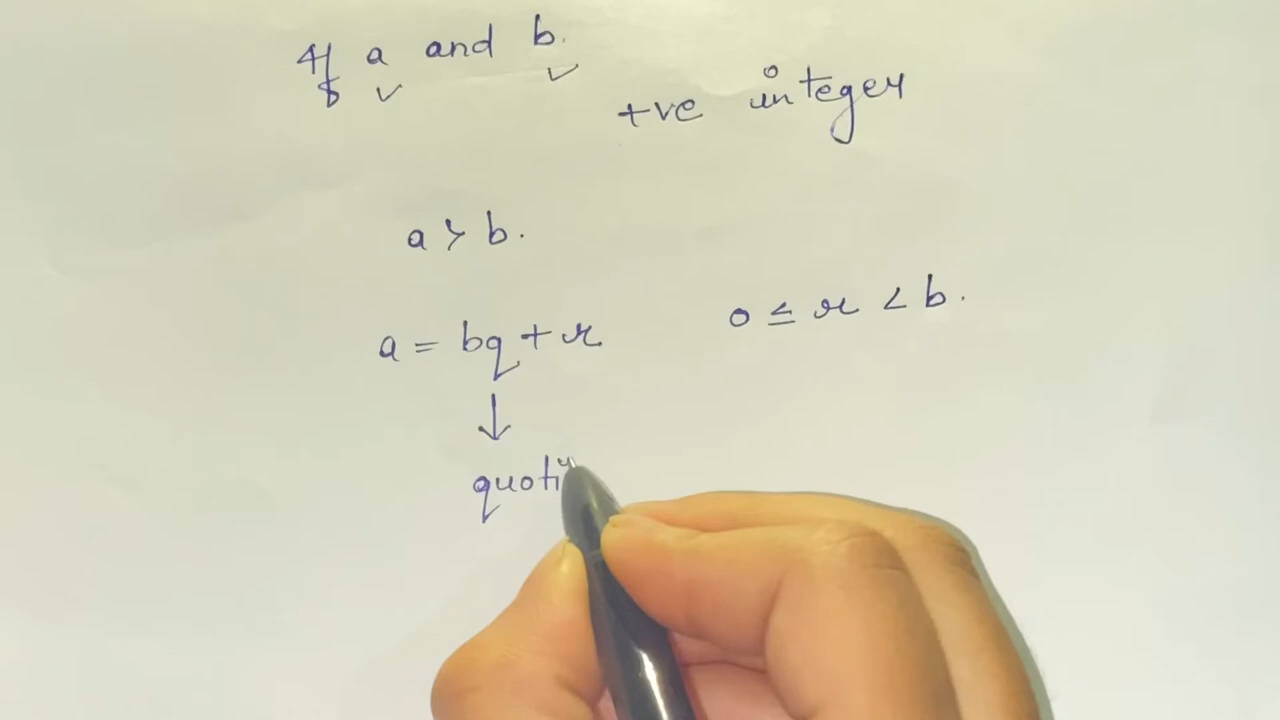 If a and b.
+ve integer
a > b.
a = bq + r
0 ≤ r < b.
↓
quoti